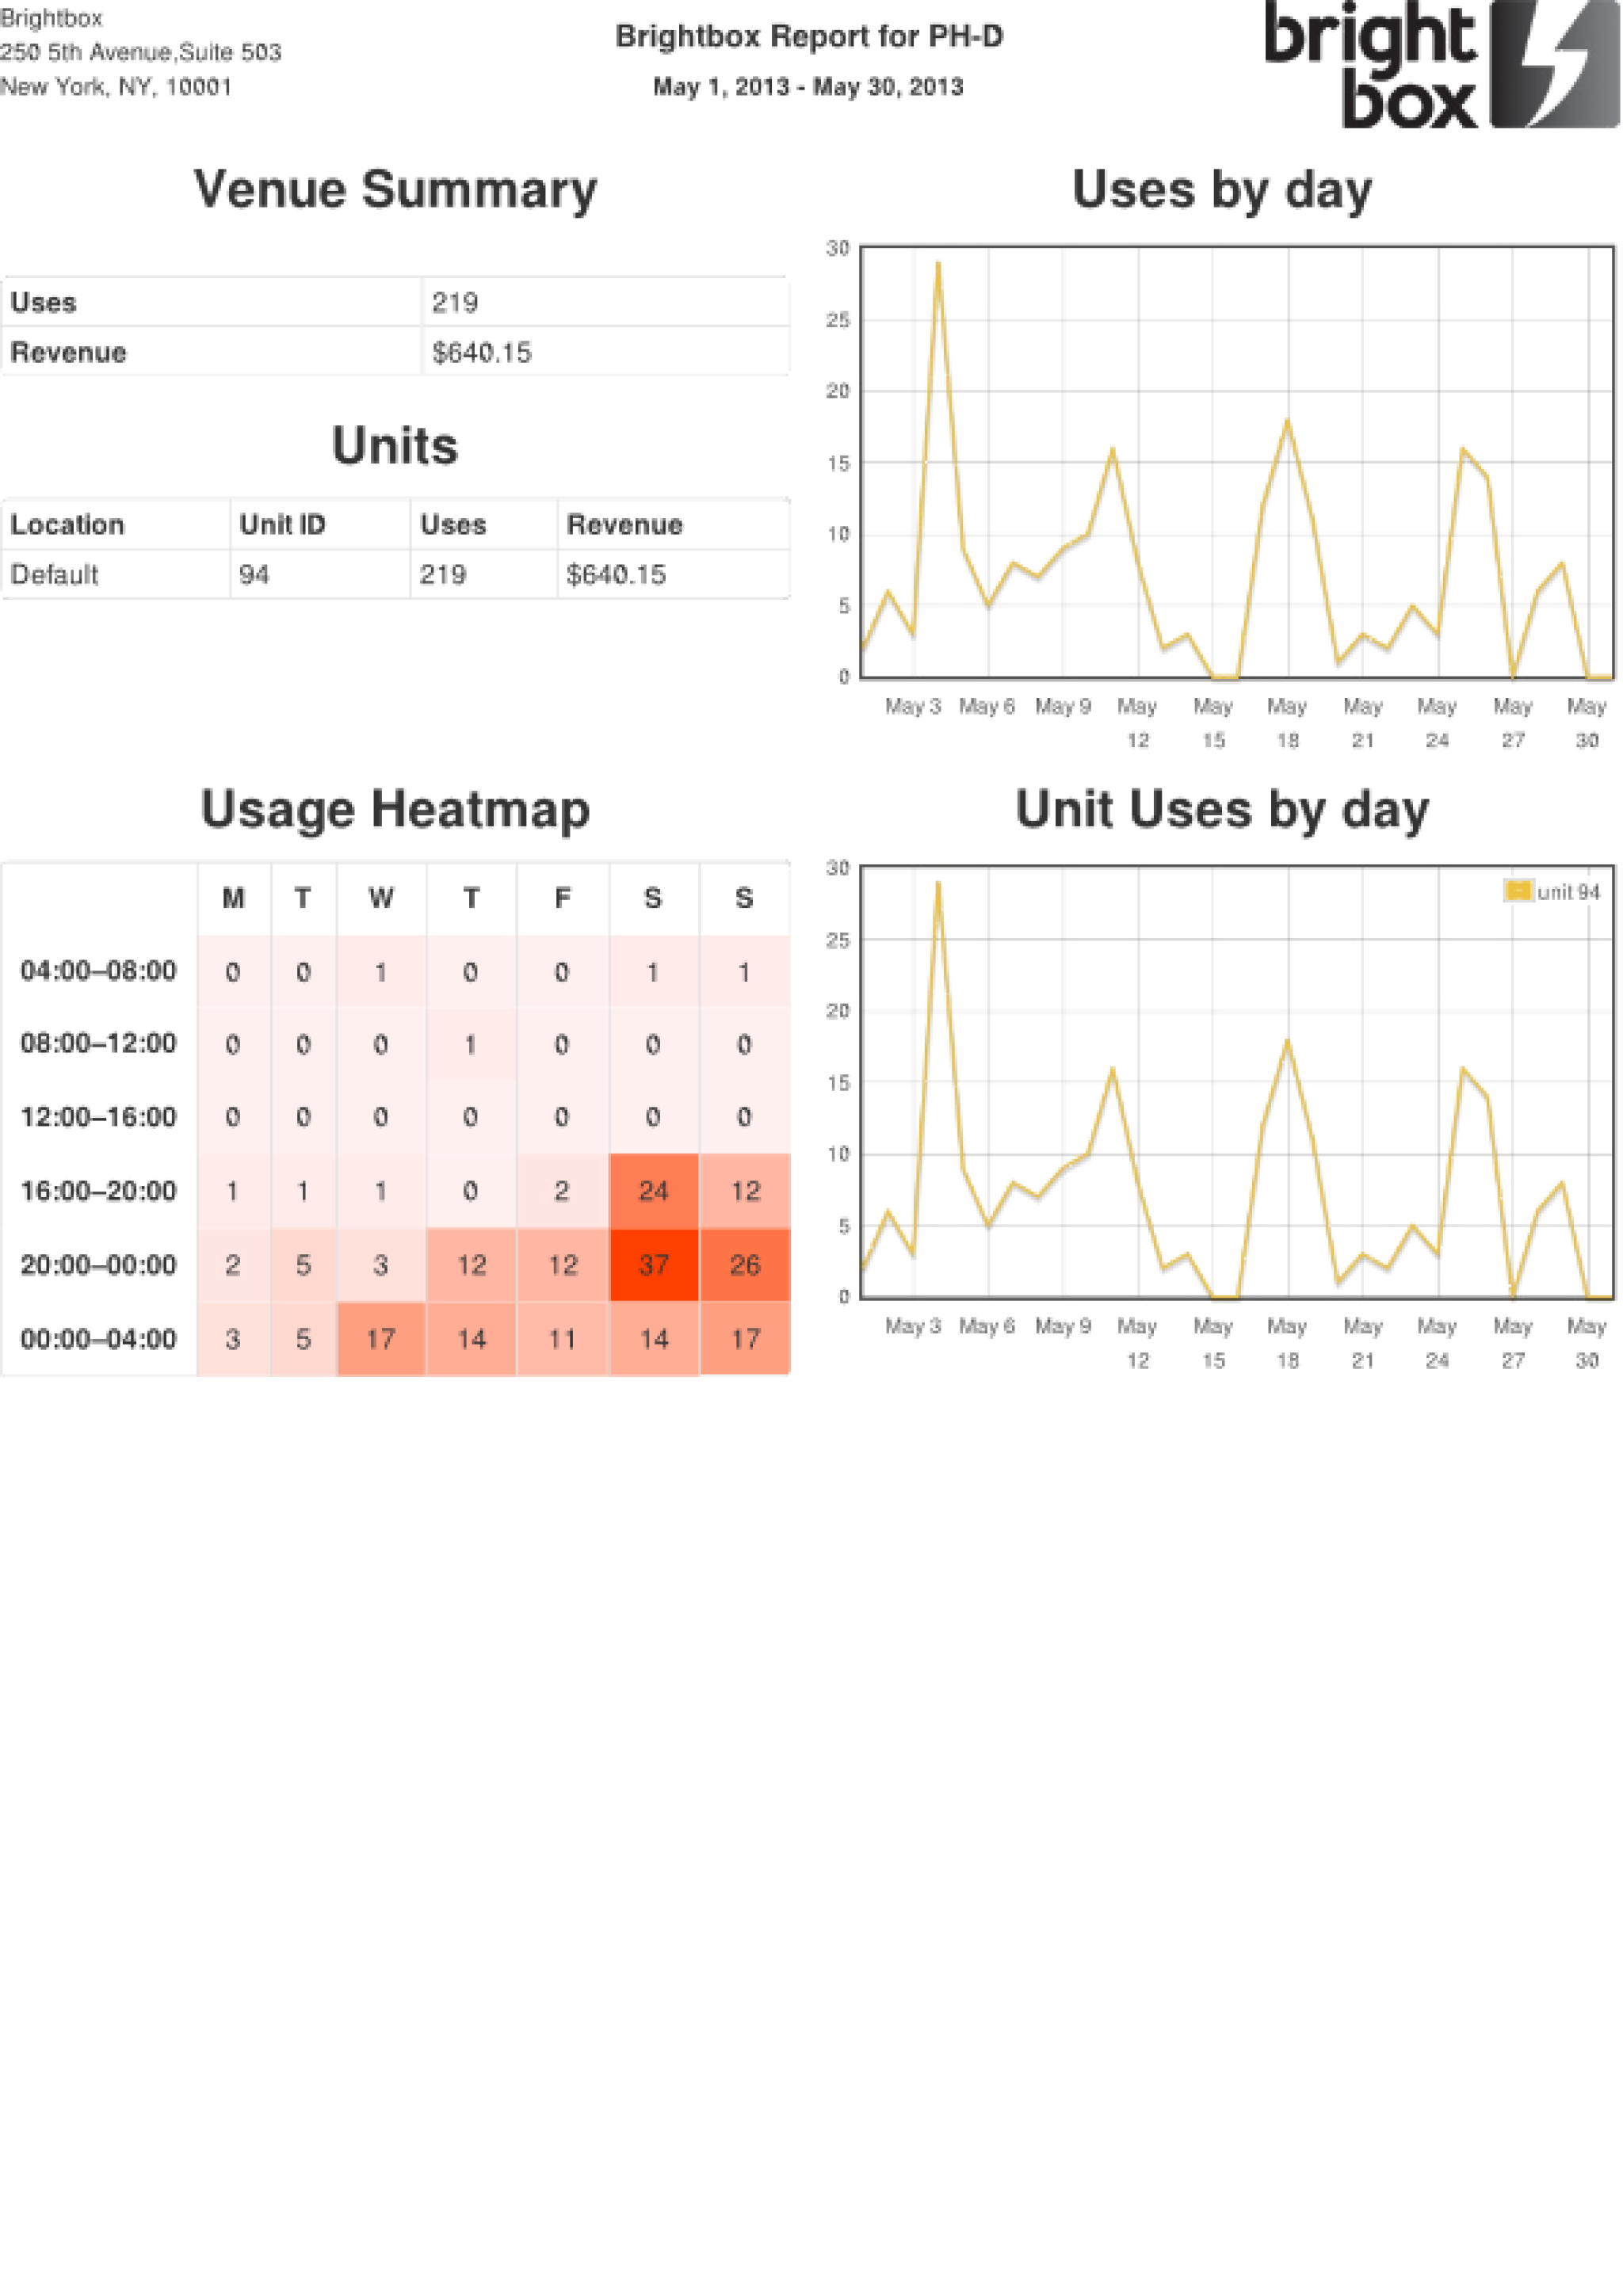 Brightbox
250 5th Avenue,Suite 503
New York, NY, 10001
Brightbox Report for PH-D
May 1, 2013 - May 30, 2013
bright
box
Venue Summary
Uses 219
Revenue $640.15
Units
Location Unit ID Uses Revenue
Default 94 219 $640.15
Uses by day
30
25
20
15
10
5
0
May 3 May 6 May 9 May May May May May May May
12 15 18 21 24 27 30
Usage Heatmap
M T W T F S S
04:00–08:00 0 0 1 0 0 1 1
08:00–12:00 0 0 0 1 0 0 0
12:00–16:00 0 0 0 0 0 0 0
16:00–20:00 1 1 1 0 2 24 12
20:00–00:00 2 5 3 12 12 37 26
00:00–04:00 3 5 17 14 11 14 17
Unit Uses by day
unit 94
30
25
20
15
10
5
0
May 3 May 6 May 9 May May May May May May May
12 15 18 21 24 27 30